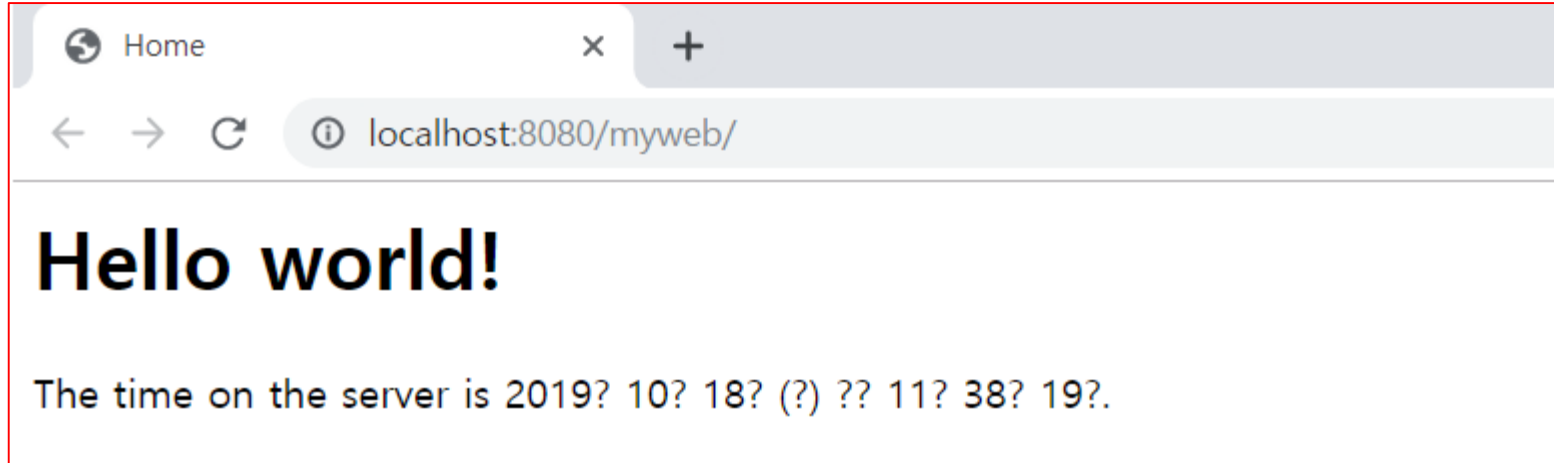 Home
localhost:8080/myweb/
Hello world!
The time on the server is 2019? 10? 18? (?) ?? 11? 38? 19?.